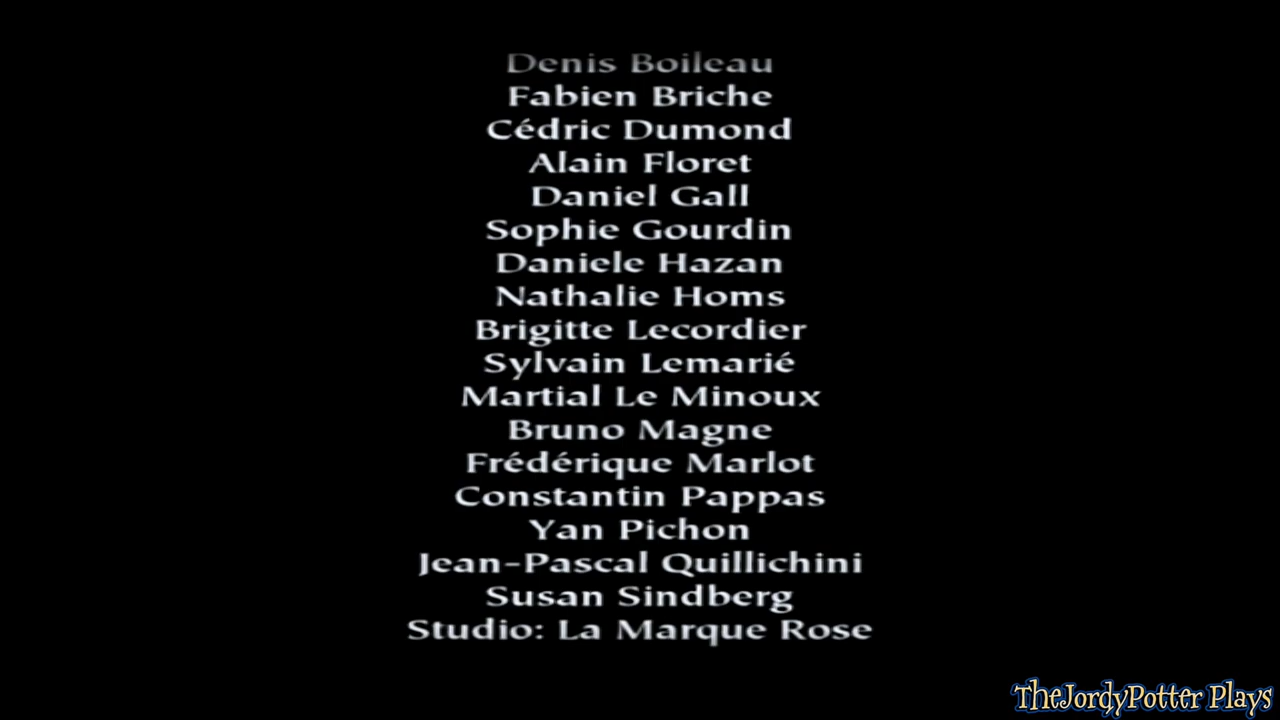 Denis Boileau
Fabien Briche
Cédric Dumond
Alain Floret
Daniel Gall
Sophie Gourdin
Daniele Hazan
Nathalie Homs
Brigitte Lecordier
Sylvain Lemarié
Martial Le Minoux
Bruno Magne
Frédérique Marlot
Constantin Pappas
Yan Pichon
Jean-Pascal Quillichini
Susan Sindberg
Studio: La Marque Rose
TheJordyPotter Plays